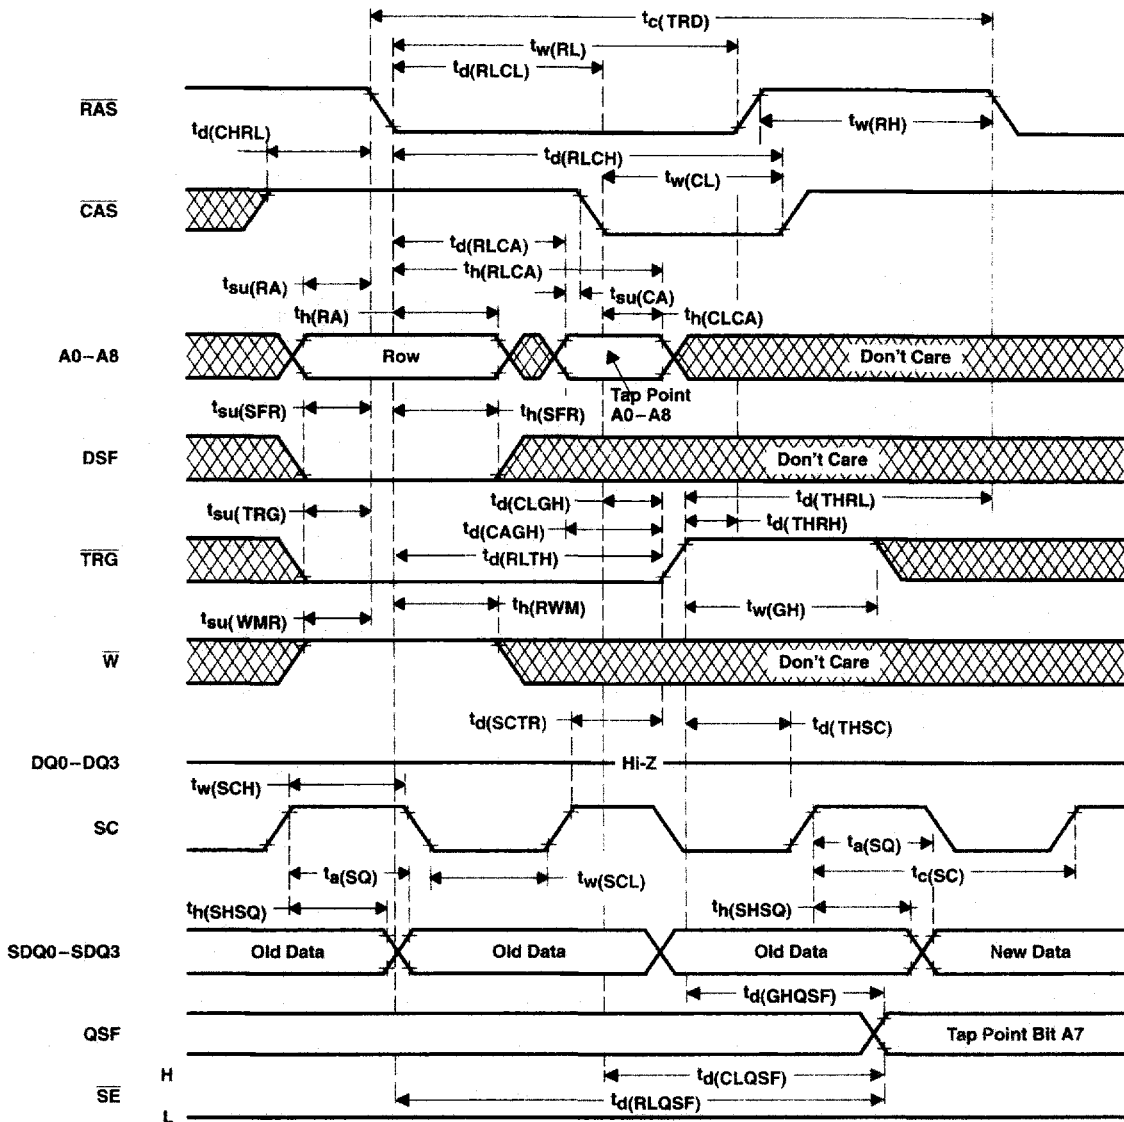 tc(TRD)
tw(RL)
td(RLCL)
RAS
td(CHRL)
tw(RH)
td(RLCH)
tw(CL)
CAS
td(RLCA)
th(RLCA)
tsu(RA)
tsu(CA)
th(RA)
th(CLCA)
A0–A8
Row
Don't Care
Tap Point
A0–A8
tsu(SFR)
th(SFR)
DSF
Don't Care
td(CLGH)
td(THRL)
tsu(TRG)
td(CAGH)
td(THRH)
TRG
td(RLTH)
th(RWM)
tw(GH)
tsu(WMR)
W
Don't Care
td(SCTR)
td(THSC)
DQ0–DQ3
Hi-Z
tw(SCH)
SC
ta(SQ)
ta(SQ)
tw(SCL)
tc(SC)
th(SHSQ)
th(SHSQ)
SDQ0–SDQ3
Old Data
Old Data
Old Data
New Data
td(GHQSF)
QSF
Tap Point Bit A7
H
td(CLQSF)
SE
td(RLQSF)
L